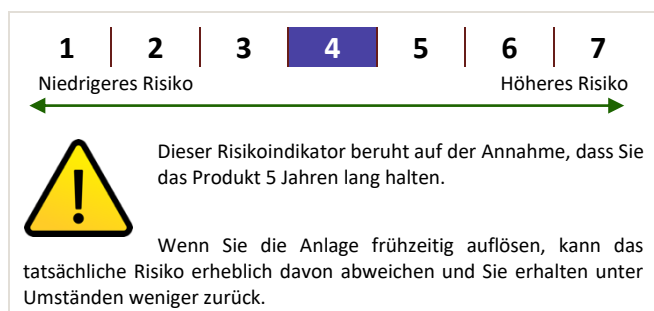 1 2 3 4 5 6 7
Niedrigeres Risiko Höheres Risiko
Dieser Risikoindikator beruht auf der Annahme, dass Sie
das Produkt 5 Jahren lang halten.
Wenn Sie die Anlage frühzeitig auflösen, kann das
tatsächliche Risiko erheblich davon abweichen und Sie erhalten unter
Umständen weniger zurück.